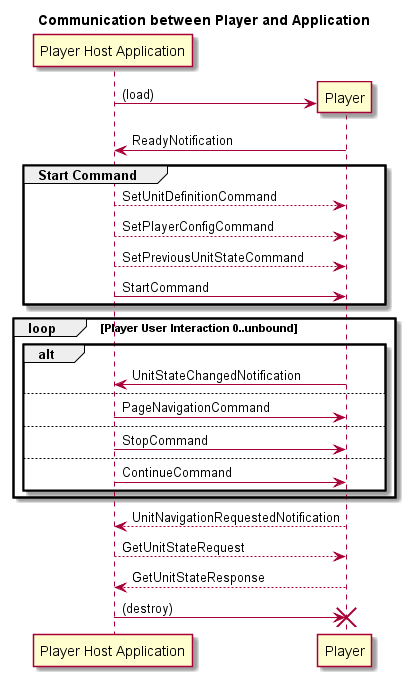 Communication between Player and Application
Player Host Application
(load)
Player
ReadyNotification
Start Command
SetUnitDefinitionCommand
SetPlayerConfigCommand
SetPreviousUnitStateCommand
StartCommand
loop [Player User Interaction 0..unbound]
alt
UnitStateChangedNotification
PageNavigationCommand
StopCommand
ContinueCommand
UnitNavigationRequestedNotification
GetUnitStateRequest
GetUnitStateResponse
(destroy)
Player Host Application Player